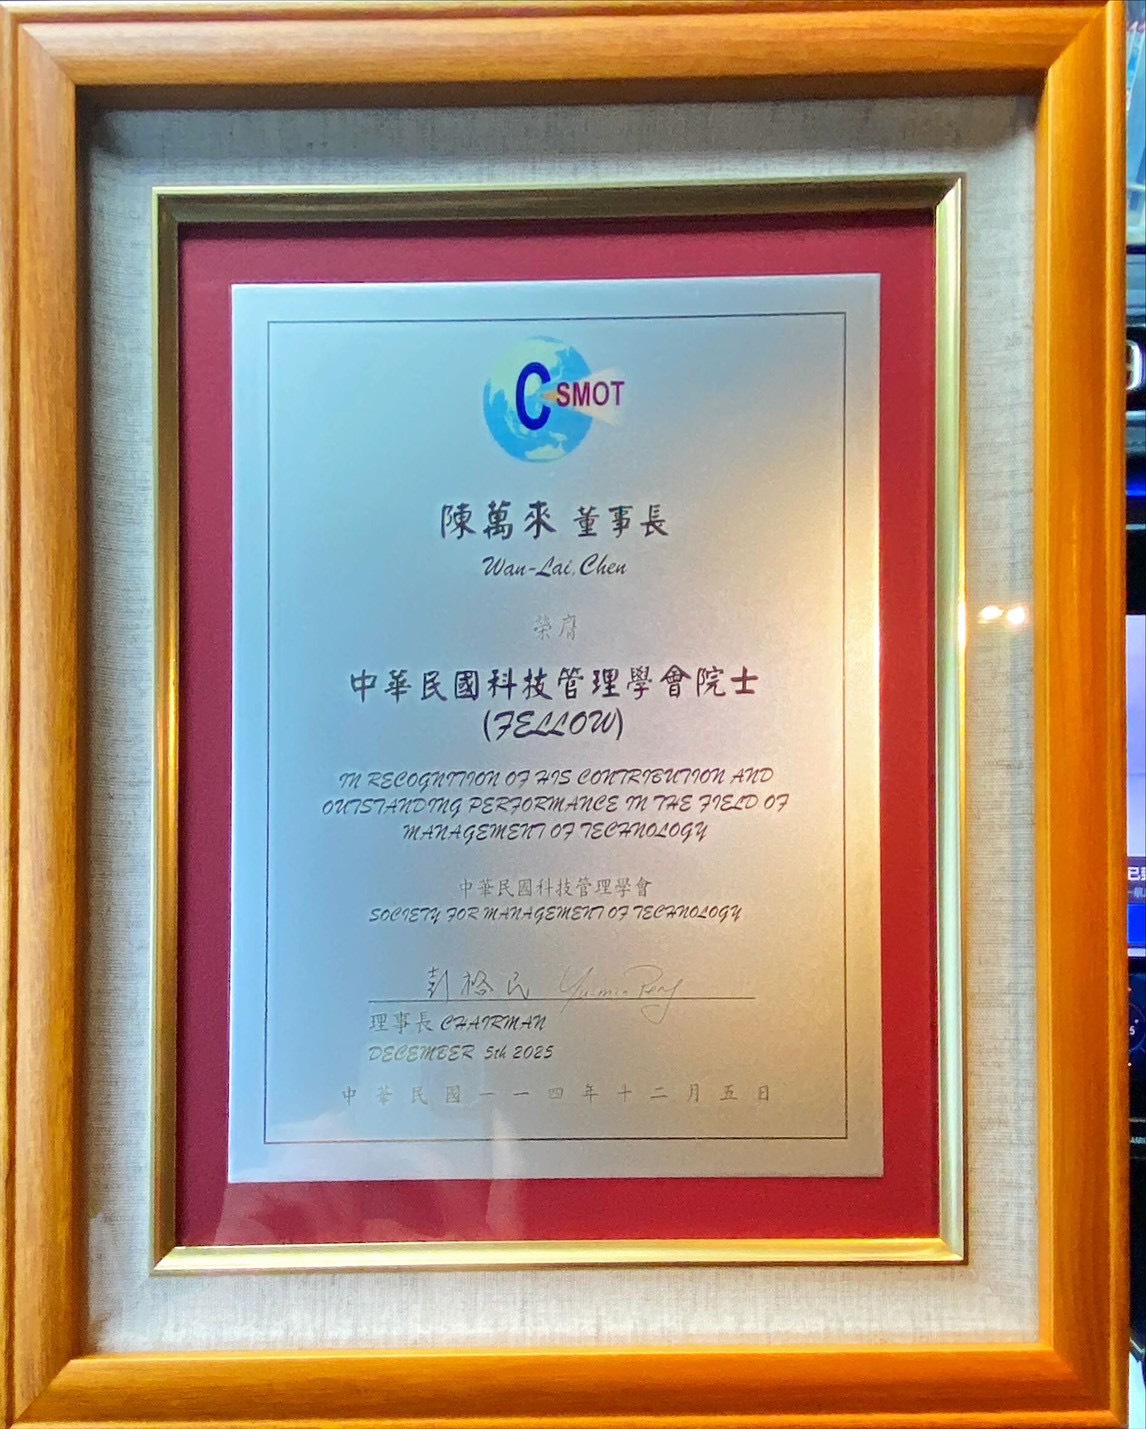 CSMOT
陳萬來 董事長
Wan-Lai, Chen
榮膺
中華民國科技管理學會院士
(FELLOW)
IN RECOGNITION OF HIS CONTRIBUTION AND
OUTSTANDING PERFORMANCE IN THE FIELD OF
MANAGEMENT OF TECHNOLOGY
中華民國科技管理學會
SOCIETY FOR MANAGEMENT OF TECHNOLOGY
理事長 CHAIRMAN
DECEMBER 5th 2025
中華民國一一四年十二月五日